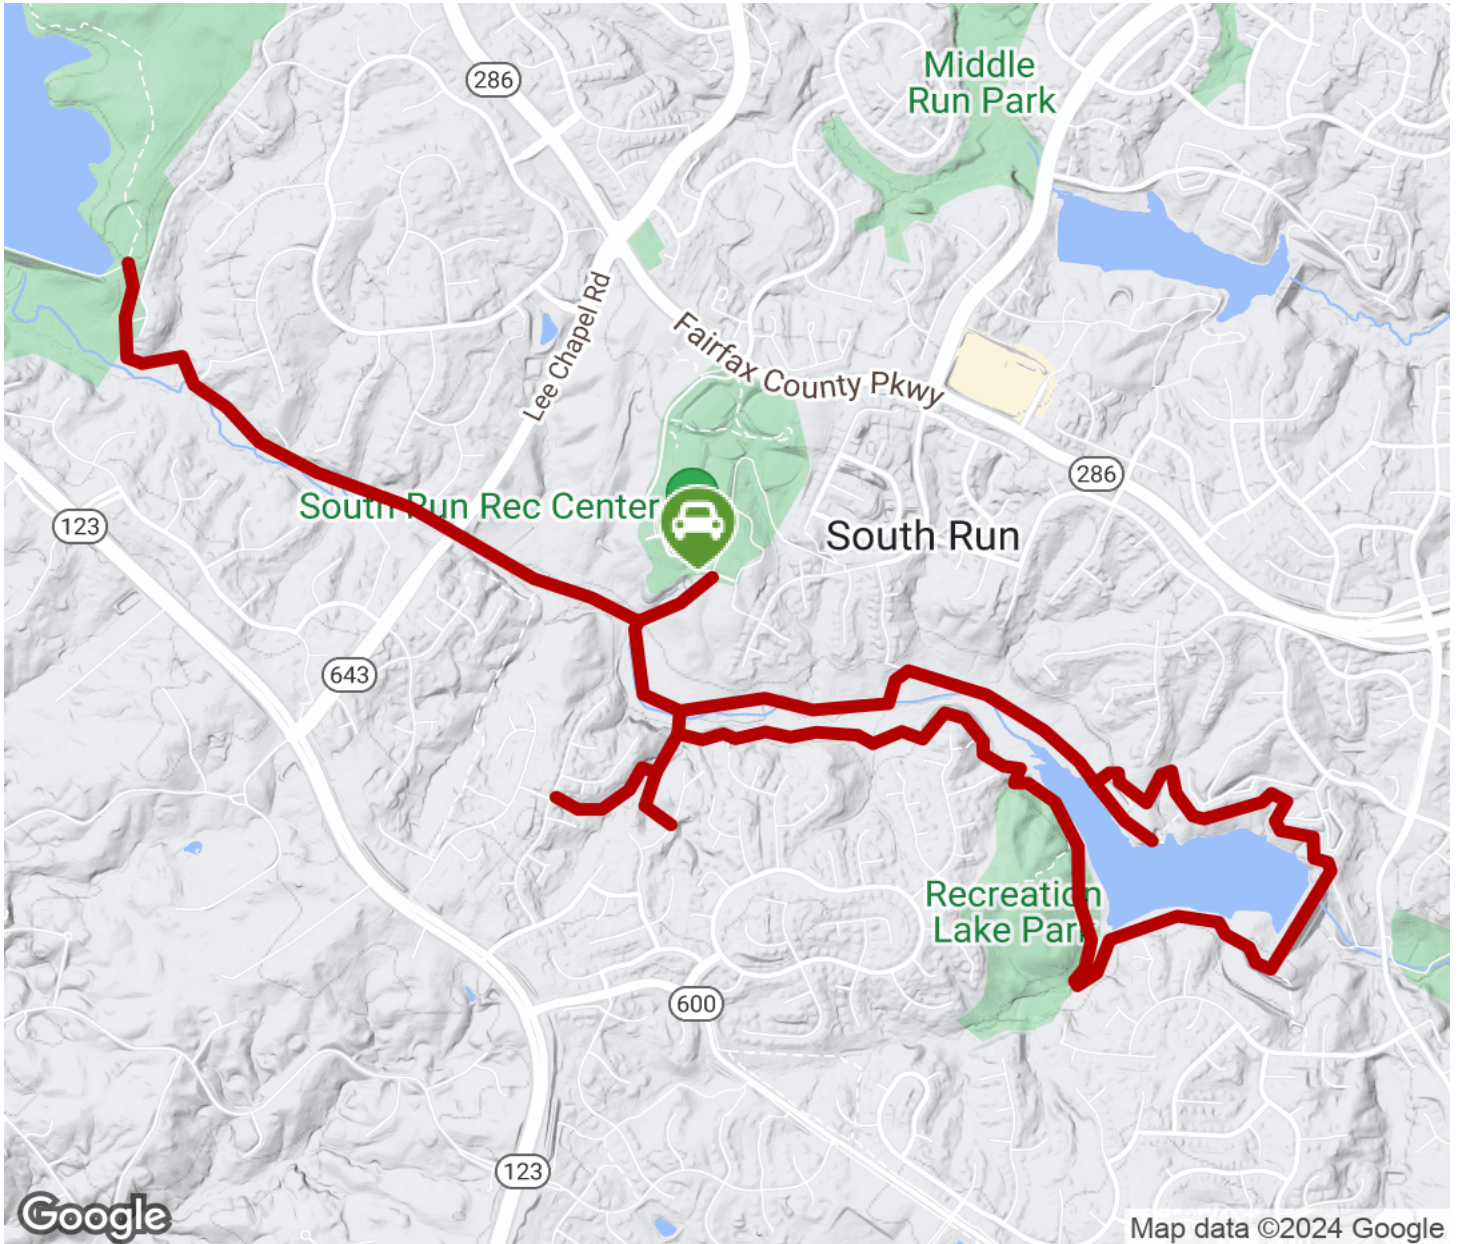 Middle
Run Park
286
Lee Chapel Rd
Fairfax County Pkwy
286
South Run Rec Center
South Run
123
643
Recreation
Lake Park
600
123
Google
Map data ©2024 Google